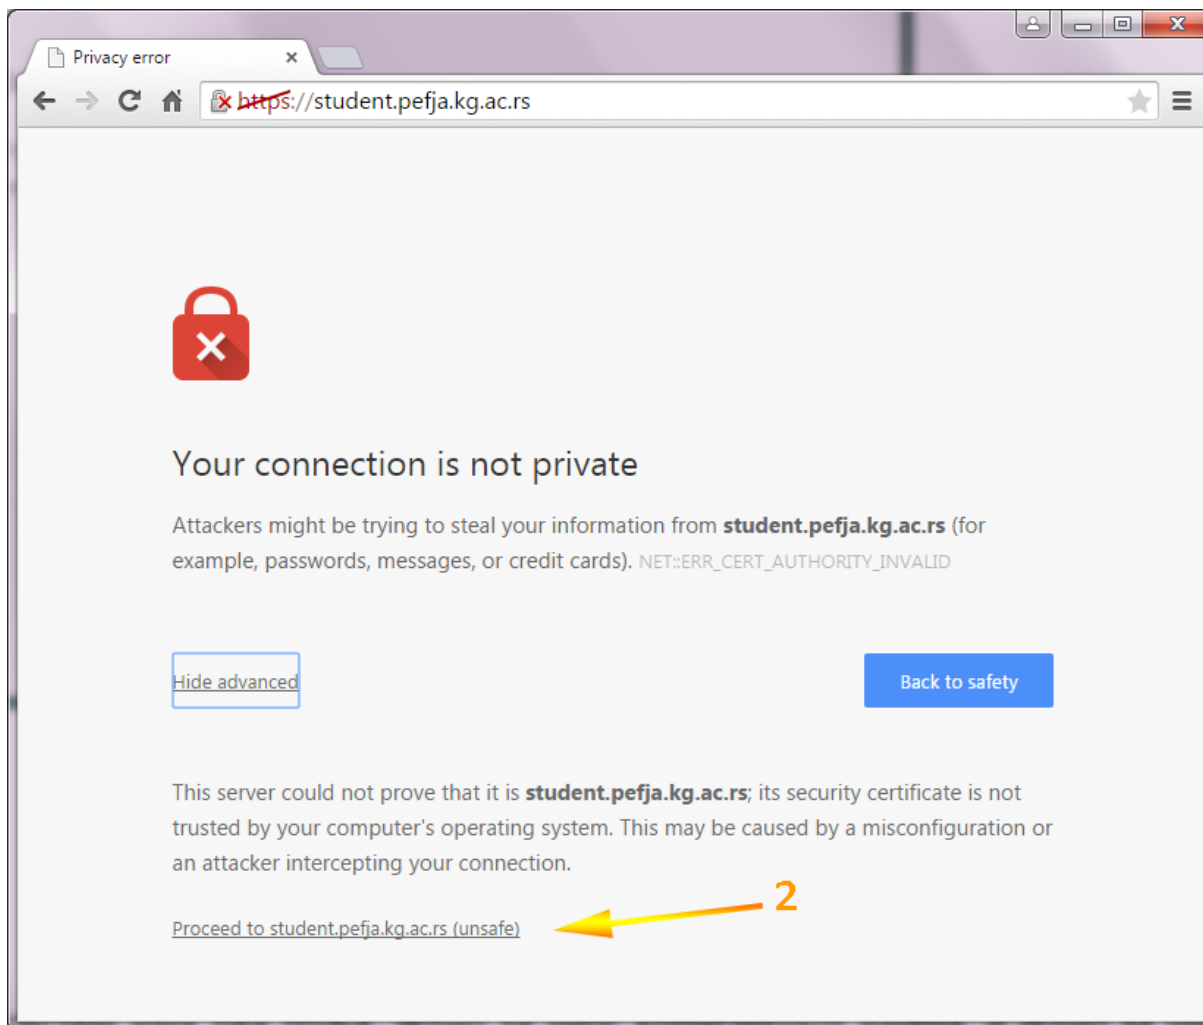 Privacy error
https://student.pefja.kg.ac.rs
Your connection is not private
Attackers might be trying to steal your information from student.pefja.kg.ac.rs (for
example, passwords, messages, or credit cards). NET::ERR_CERT_AUTHORITY_INVALID
Hide advanced
Back to safety
This server could not prove that it is student.pefja.kg.ac.rs; its security certificate is not
trusted by your computer's operating system. This may be caused by a misconfiguration or
an attacker intercepting your connection.
2
Proceed to student.pefja.kg.ac.rs (unsafe)